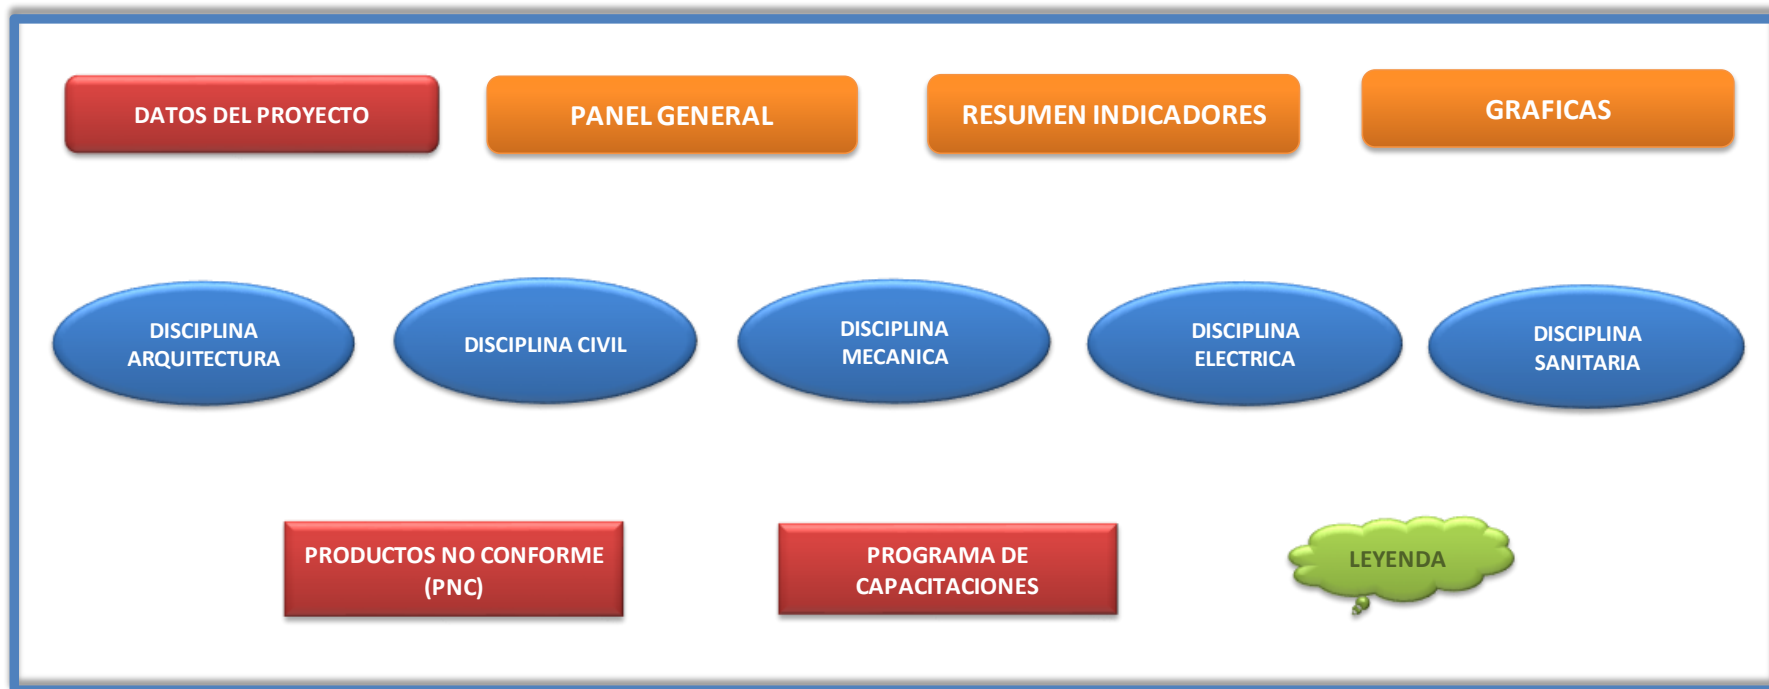 DATOS DEL PROYECTO
PANEL GENERAL
RESUMEN INDICADORES
GRAFICAS
DISCIPLINA
ARQUITECTURA
DISCIPLINA CIVIL
DISCIPLINA
MECANICA
DISCIPLINA
ELECTRICA
DISCIPLINA
SANITARIA
PRODUCTOS NO CONFORME
(PNC)
PROGRAMA DE
CAPACITACIONES
LEYENDA